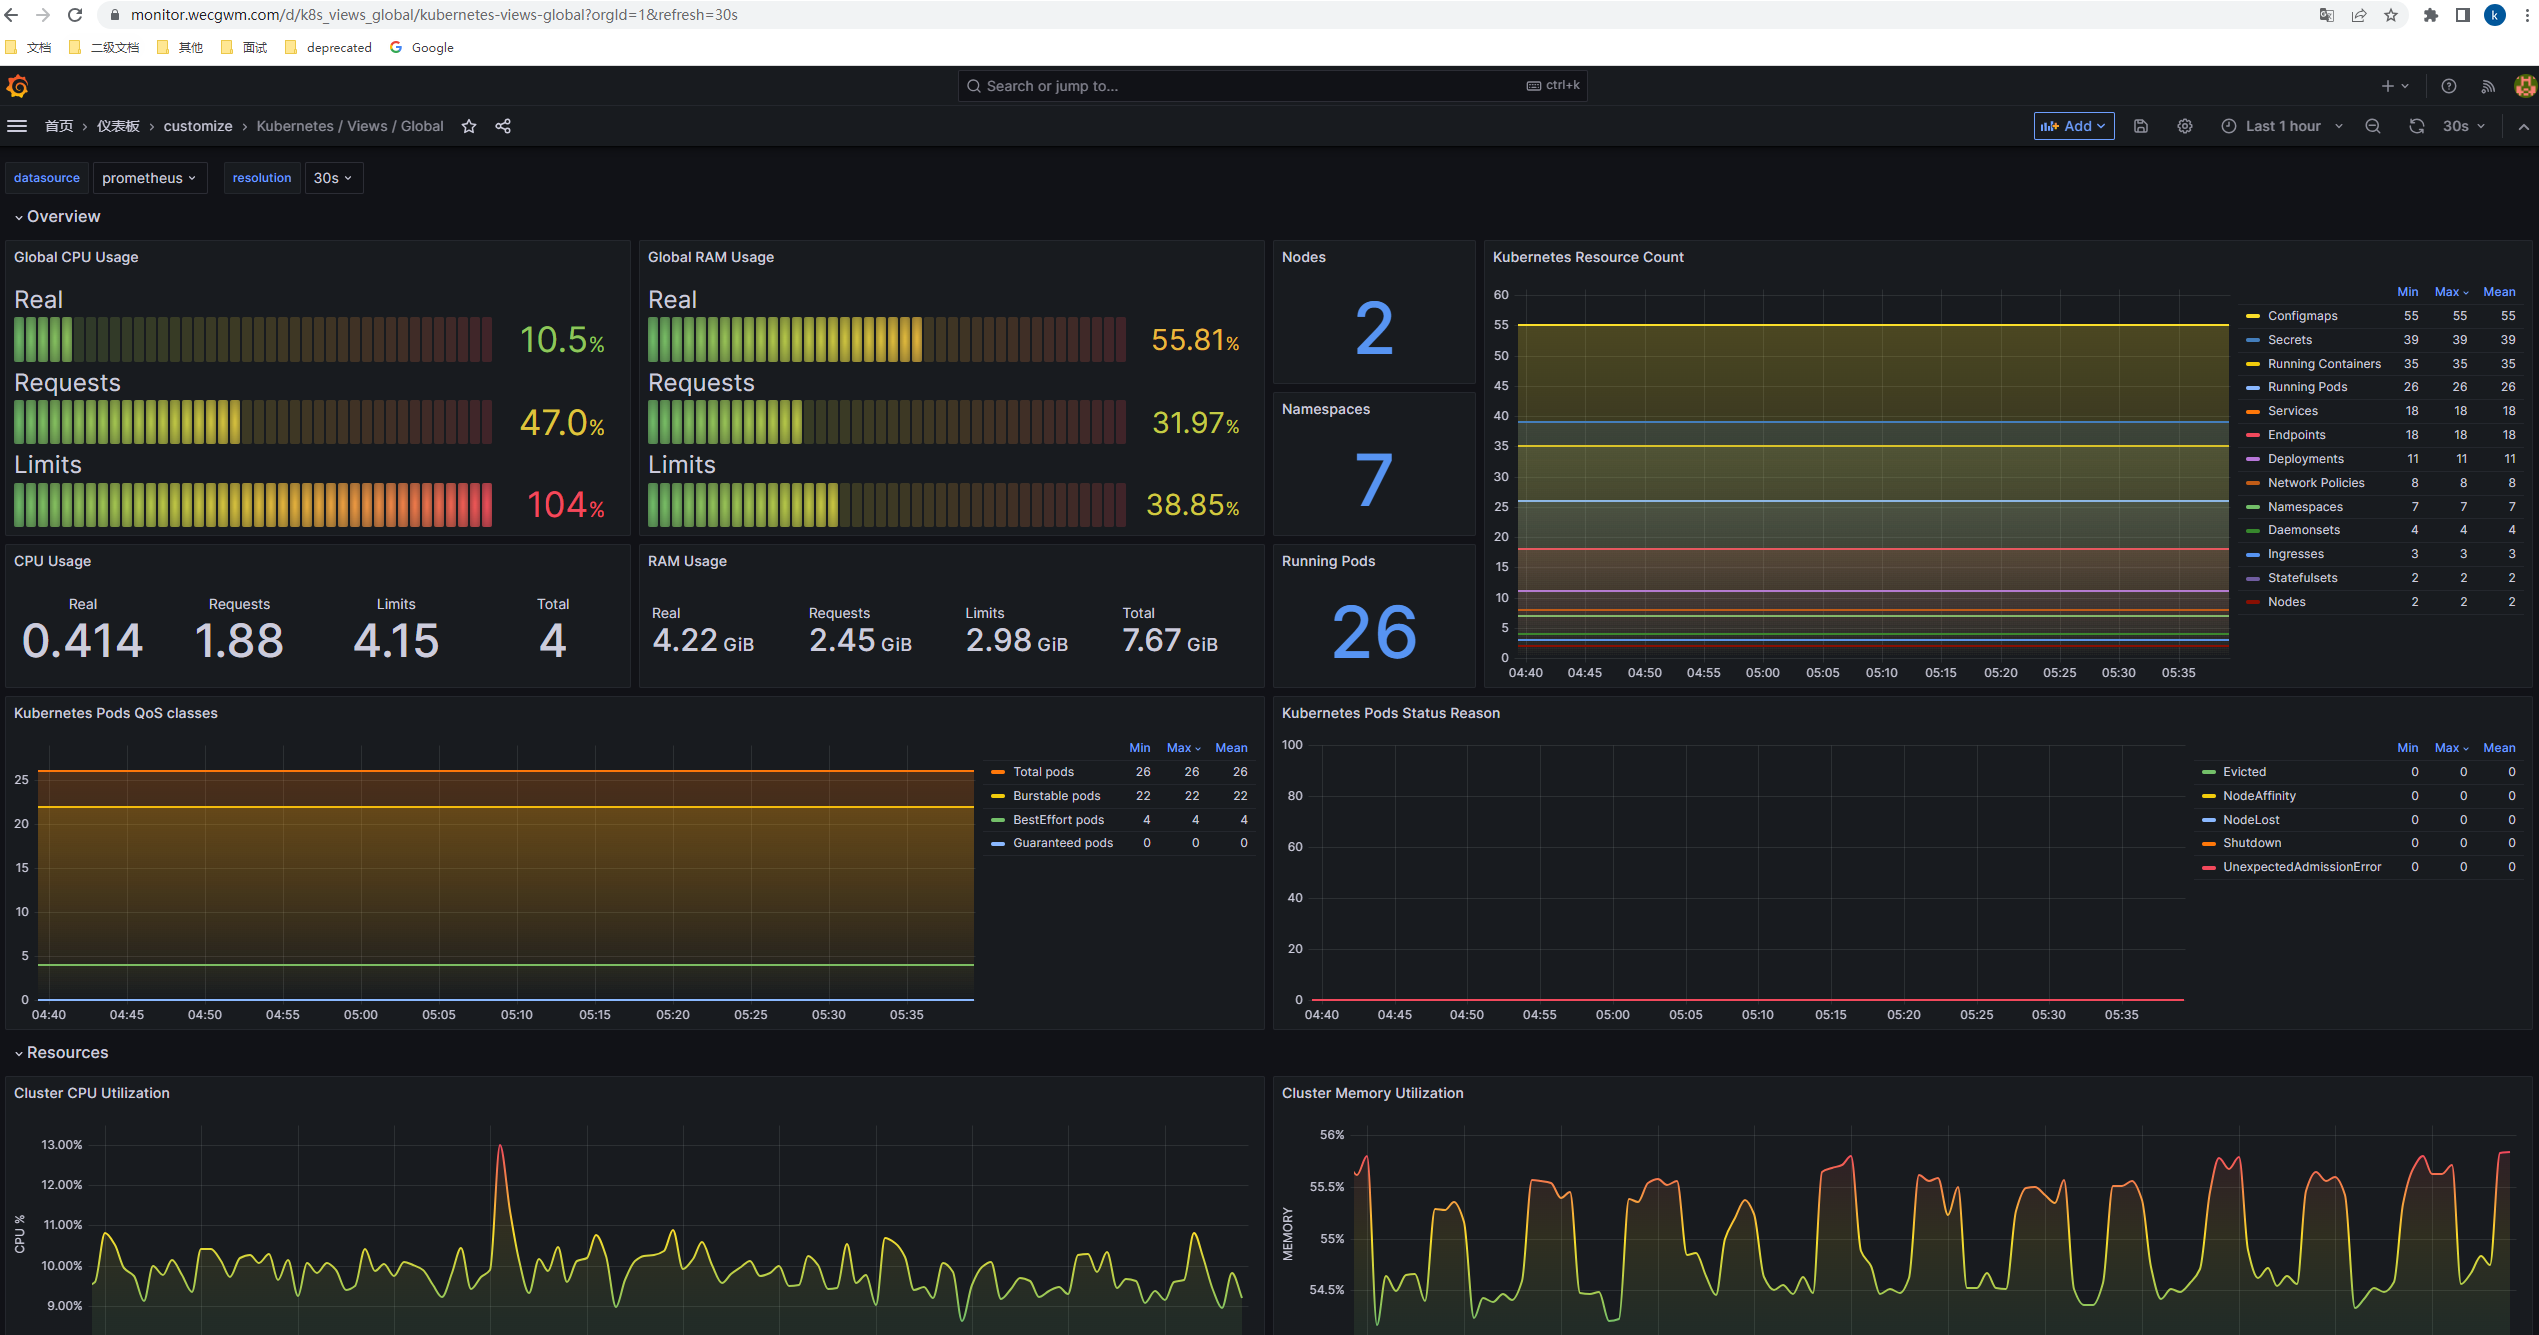 monitor.wecgwm.com/d/k8s_views_global/kubernetes-views-global?orgId=1&refresh=30s
k
文档 二级文档 其他 面试 deprecated Google
Search or jump to... ctrl+k
首页 › 仪表板 › customize › Kubernetes / Views / Global
Add Last 1 hour 30s
datasource prometheus resolution 30s
Overview
Global CPU Usage
Real
10.5%
Requests
47.0%
Limits
104%
Global RAM Usage
Real
55.81%
Requests
31.97%
Limits
38.85%
Nodes
2
Namespaces
7
Kubernetes Resource Count
60
55
50
45
40
35
30
25
20
15
10
5
0
04:40 04:45 04:50 04:55 05:00 05:05 05:10 05:15 05:20 05:25 05:30 05:35
Min Max Mean
Configmaps 55 55 55
Secrets 39 39 39
Running Containers 35 35 35
Running Pods 26 26 26
Services 18 18 18
Endpoints 18 18 18
Deployments 11 11 11
Network Policies 8 8 8
Namespaces 7 7 7
Daemonsets 4 4 4
Ingresses 3 3 3
Statefulsets 2 2 2
Nodes 2 2 2
CPU Usage
Real Requests Limits Total
0.414 1.88 4.15 4
RAM Usage
Real Requests Limits Total
4.22 GiB 2.45 GiB 2.98 GiB 7.67 GiB
Running Pods
26
Kubernetes Pods QoS classes
25
20
15
10
5
0
04:40 04:45 04:50 04:55 05:00 05:05 05:10 05:15 05:20 05:25 05:30 05:35
Min Max Mean
Total pods 26 26 26
Burstable pods 22 22 22
BestEffort pods 4 4 4
Guaranteed pods 0 0 0
Kubernetes Pods Status Reason
100
80
60
40
20
0
04:40 04:45 04:50 04:55 05:00 05:05 05:10 05:15 05:20 05:25 05:30 05:35
Min Max Mean
Evicted 0 0 0
NodeAffinity 0 0 0
NodeLost 0 0 0
Shutdown 0 0 0
UnexpectedAdmissionError 0 0 0
Resources
Cluster CPU Utilization
CPU %
13.00%
12.00%
11.00%
10.00%
9.00%
Cluster Memory Utilization
MEMORY
56%
55.5%
55%
54.5%